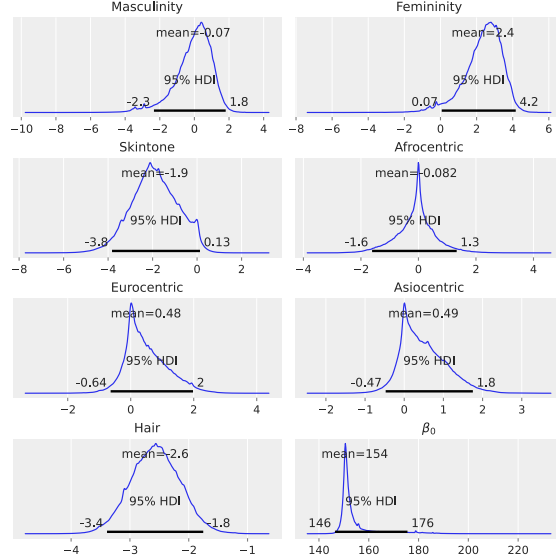 Masculinity
mean=-0.07
95% HDI
-2.3
1.8
−10 −8 −6 −4 −2 0 2 4
Femininity
mean=2.4
95% HDI
0.07
4.2
−6 −4 −2 0 2 4 6
Skintone
mean=-1.9
95% HDI
-3.8
0.13
−8 −6 −4 −2 0 2
Afrocentric
mean=-0.082
95% HDI
-1.6
1.3
−4 −2 0 2 4
Eurocentric
mean=0.48
95% HDI
-0.64
2
−2 0 2 4
Asiocentric
mean=0.49
95% HDI
-0.47
1.8
−2 −1 0 1 2 3
Hair
mean=-2.6
95% HDI
-3.4
-1.8
−4 −3 −2 −1
β₀
mean=154
95% HDI
146
176
140 160 180 200 220